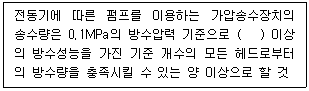 전동기에 따른 펌프를 이용하는 가압송수장치의
송수량은 0.1MPa의 방수압력 기준으로 (    ) 이상
의 방수성능을 가진 기준 개수의 모든 헤드로부터
의 방수량을 충족시킬 수 있는 양 이상으로 할 것